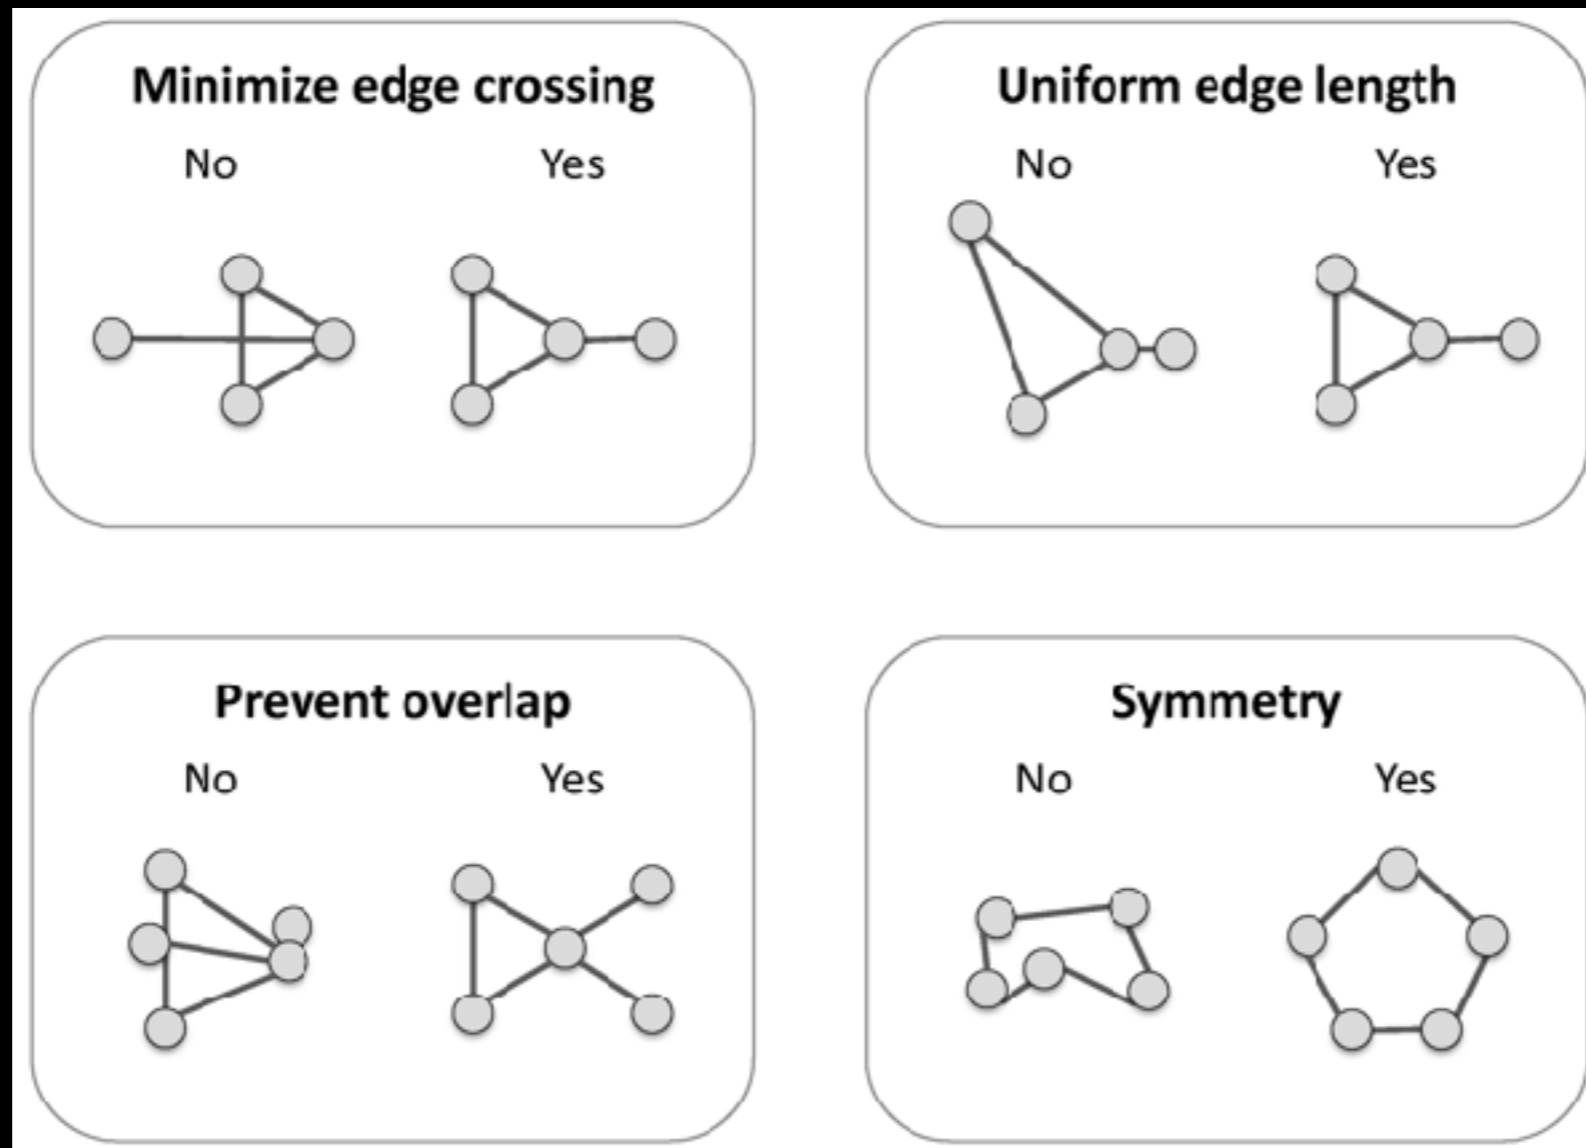 Minimize edge crossing
No Yes
Uniform edge length
No Yes
Prevent overlap
No Yes
Symmetry
No Yes